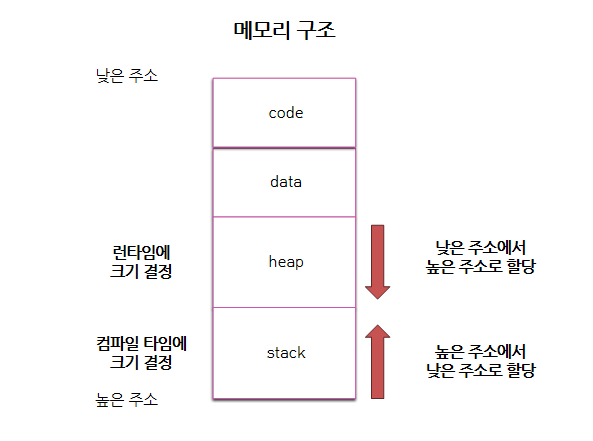 메모리 구조
낮은 주소
code
data
런타임에
크기 결정
heap
낮은 주소에서
높은 주소로 할당
컴파일 타임에
크기 결정
stack
높은 주소에서
낮은 주소로 할당
높은 주소